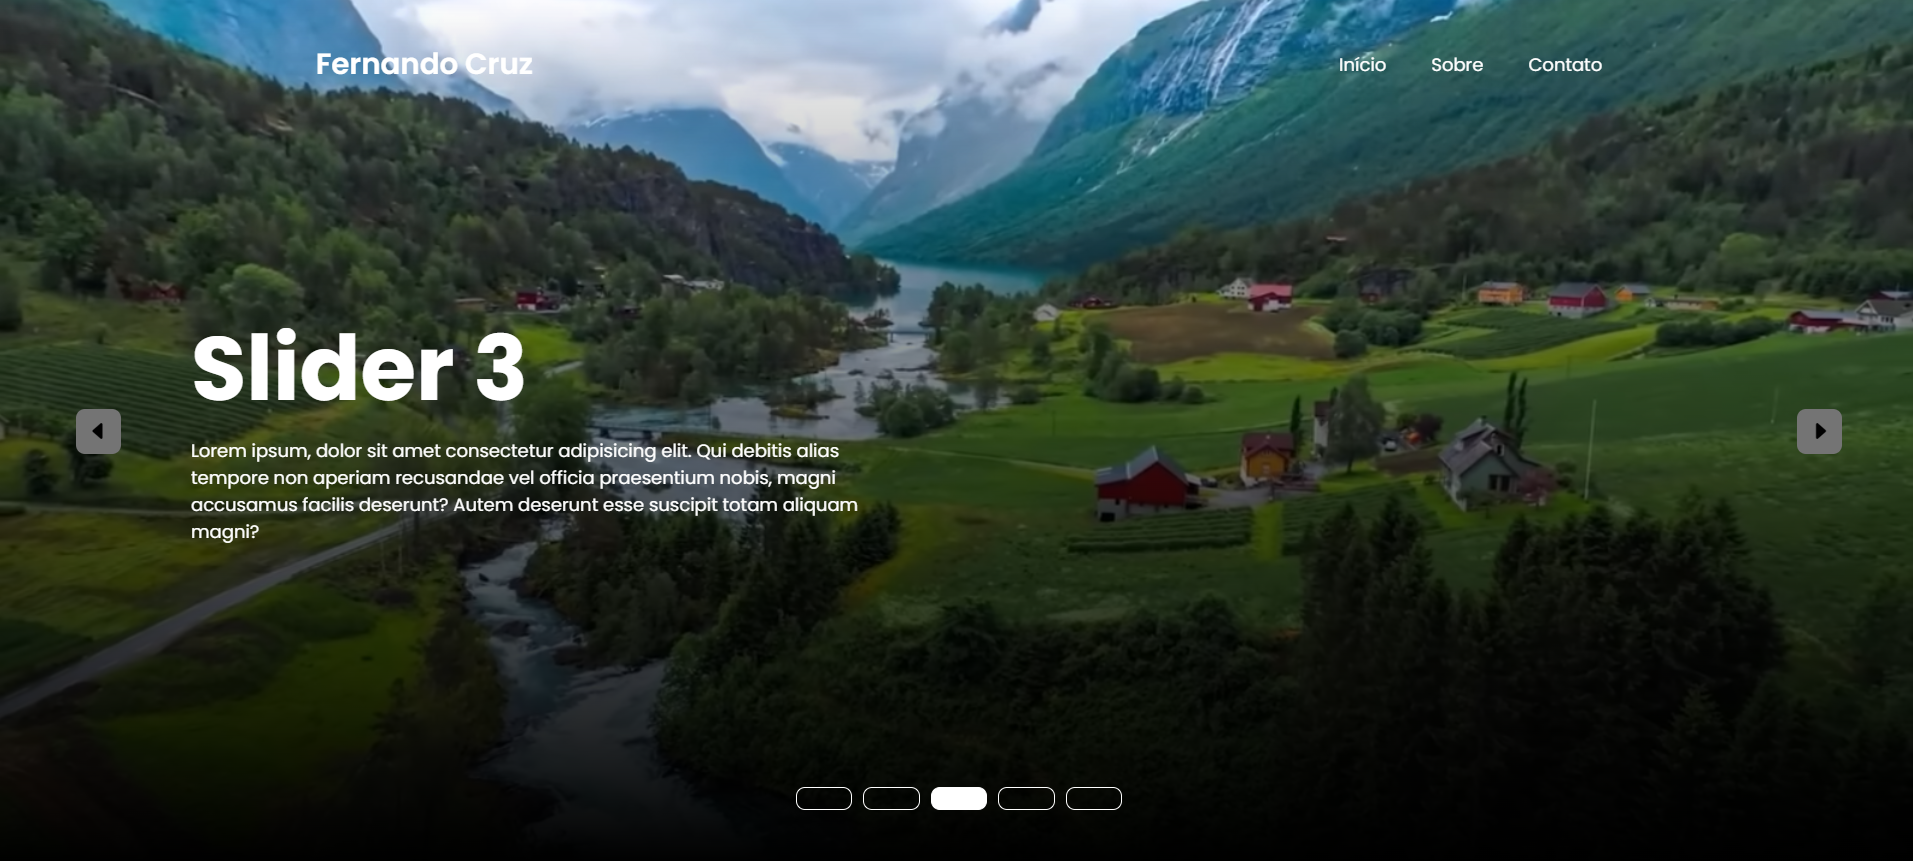 Fernando Cruz
Início Sobre Contato
Slider 3
Lorem ipsum, dolor sit amet consectetur adipisicing elit. Qui debitis alias
tempore non aperiam recusandae vel officia praesentium nobis, magni
accusamus facilis deserunt? Autem deserunt esse suscipit totam aliquam
magni?